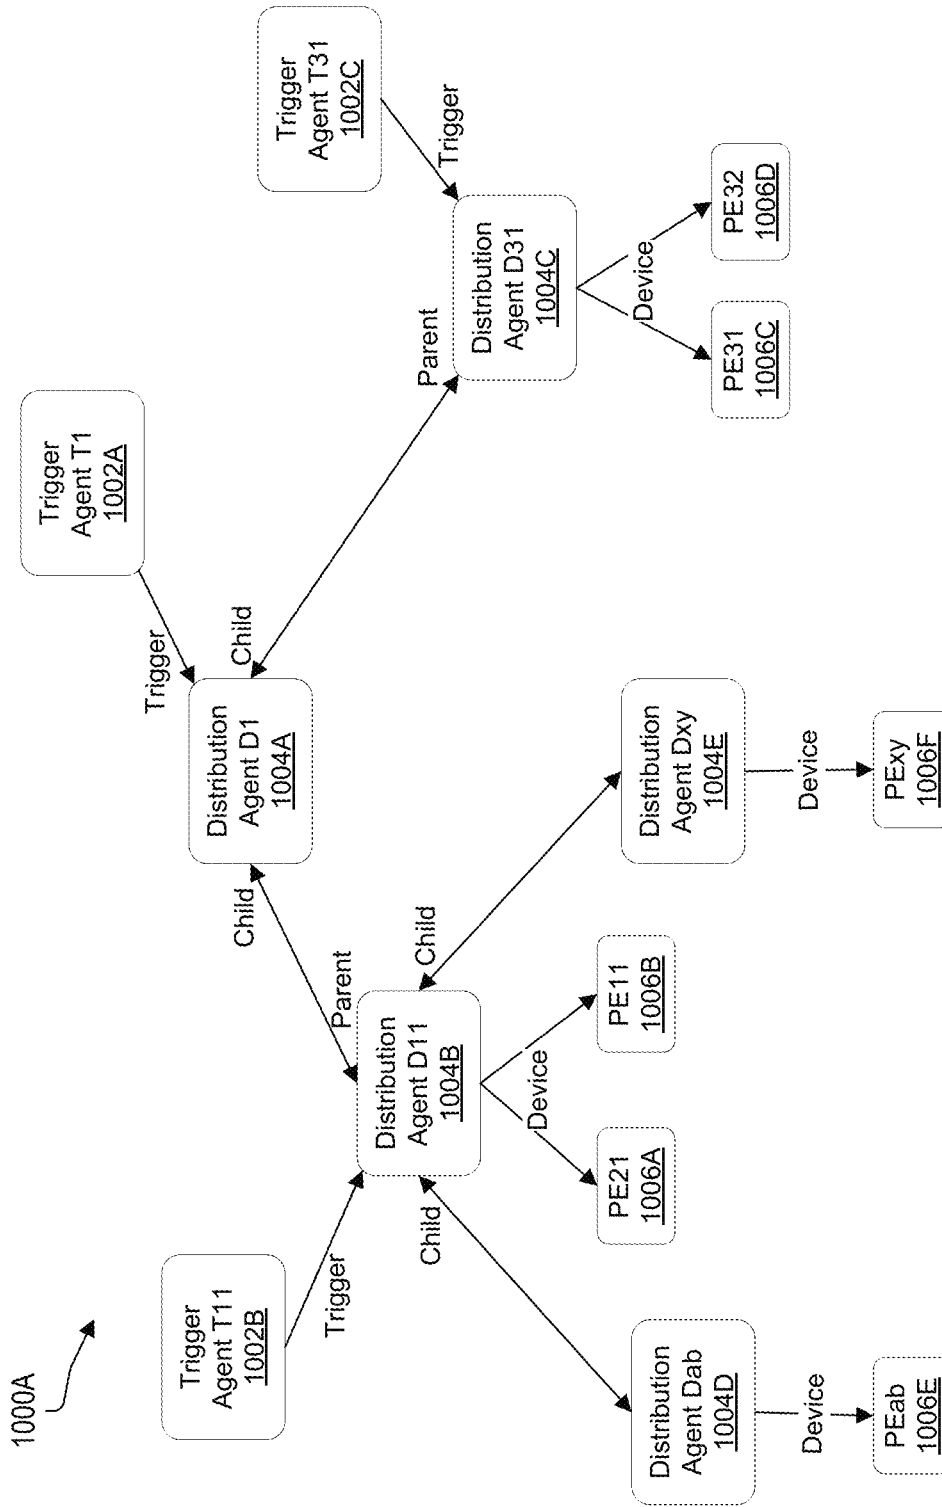 1000A
Trigger
Agent T1
1002A
Trigger
Agent T31
1002C
Trigger
Agent T11
1002B
Trigger
Distribution
Agent D1
1004A
Child
Child
Trigger
Parent
Parent
Trigger
Distribution
Agent D11
1004B
Distribution
Agent D31
1004C
Child
Child
Device
Device
PE21
1006A
PE11
1006B
PE31
1006C
PE32
1006D
Distribution
Agent Dab
1004D
Distribution
Agent Dxy
1004E
Device
Device
PEab
1006E
PExy
1006F